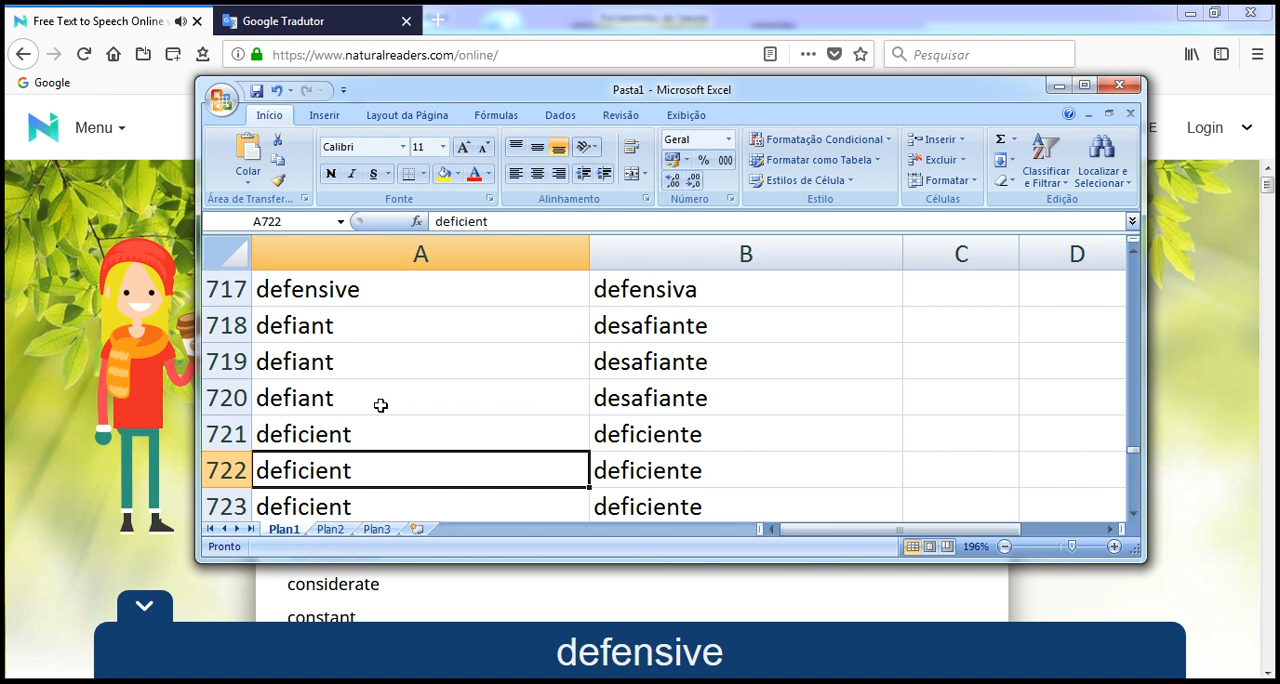 Free Text to Speech Online
Google Tradutor
https://www.naturalreaders.com/online/
Pesquisar
Google
Menu
E
Login
Pasta1 - Microsoft Excel
Início Inserir Layout da Página Fórmulas Dados Revisão Exibição
Colar
Área de Transfer...
Calibri 11
N I S
Fonte
Alinhamento
Geral
% 000
Número
Formatação Condicional
Formatar como Tabela
Estilos de Célula
Estilo
Inserir
Excluir
Formatar
Células
Σ
Classificar e Filtrar
Localizar e Selecionar
Edição
A722 fx deficient
A B C D
717 defensive defensiva
718 defiant desafiante
719 defiant desafiante
720 defiant desafiante
721 deficient deficiente
722 deficient deficiente
723 deficient deficiente
Plan1 Plan2 Plan3
Pronto 196%
considerate
constant
defensive